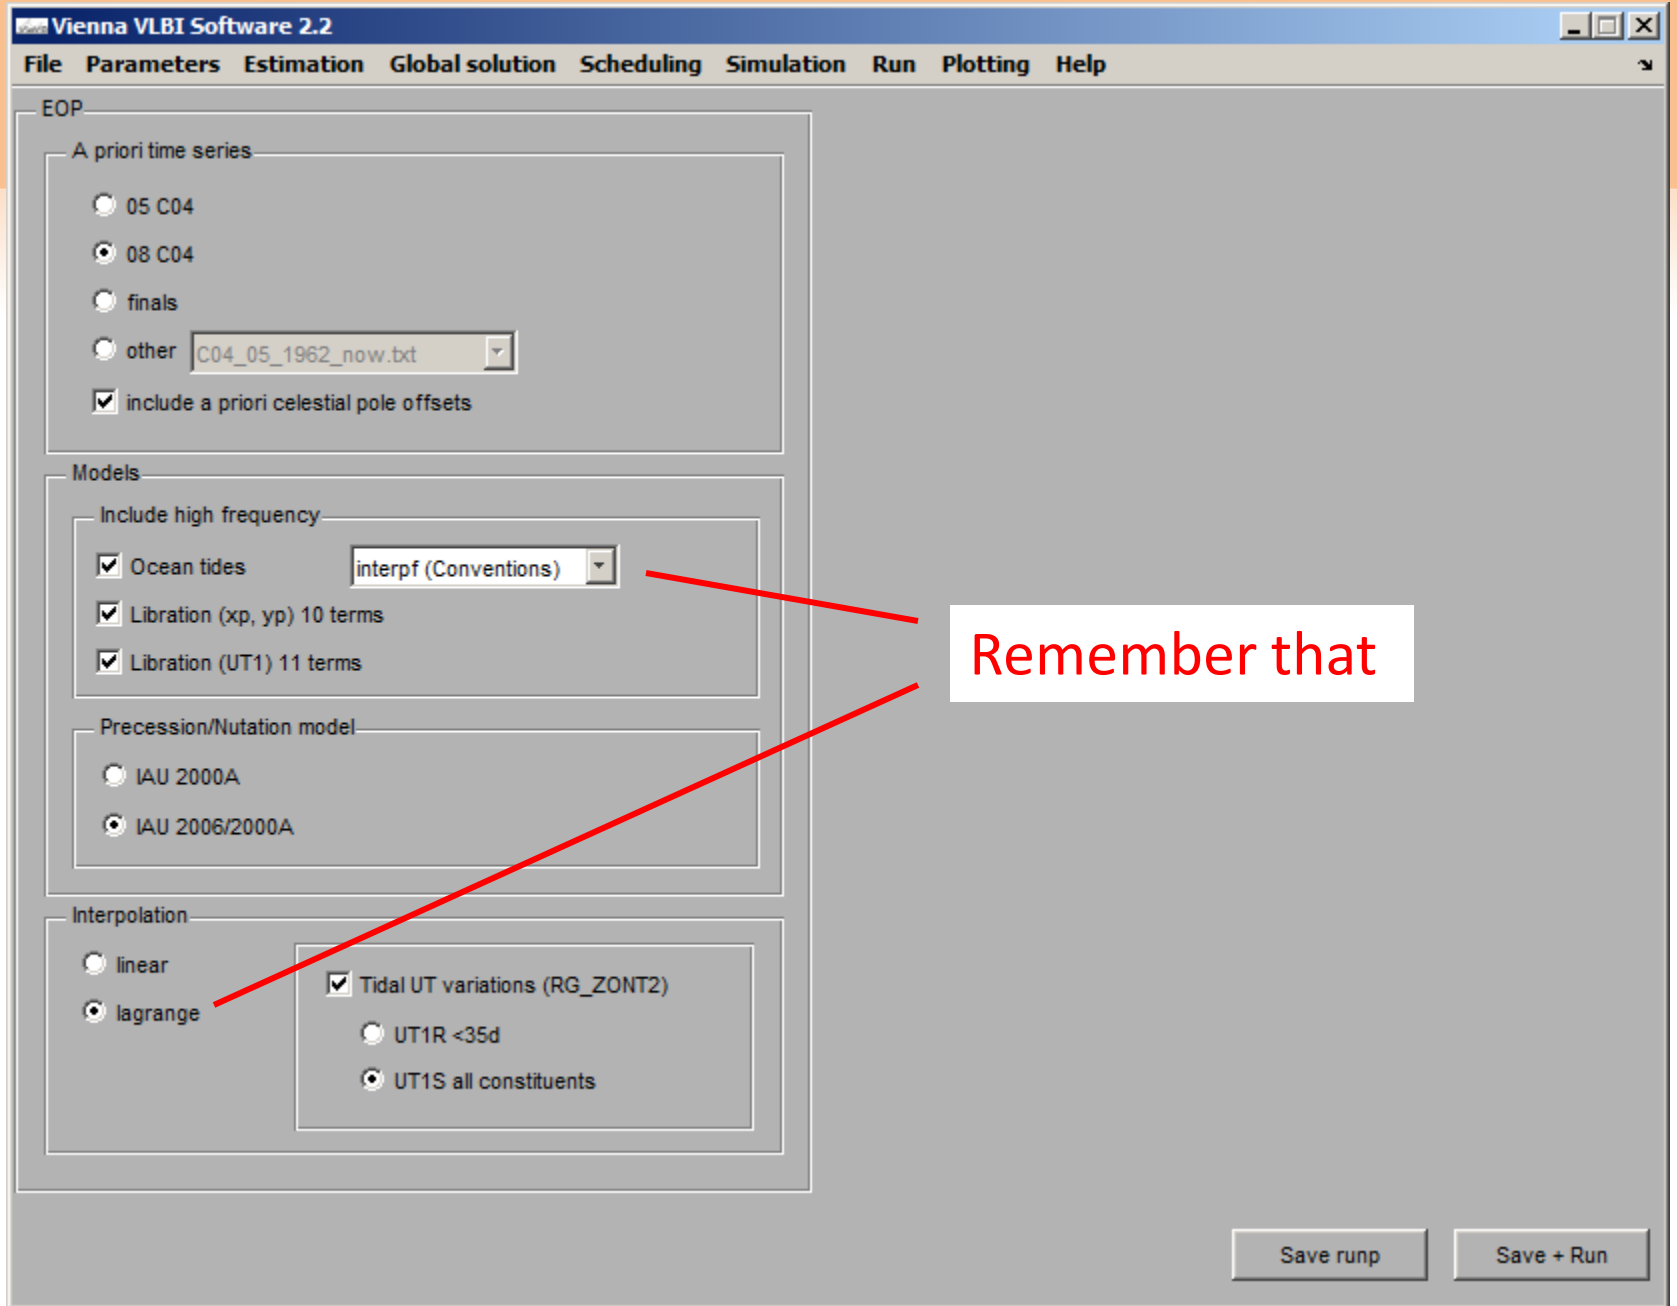 Vienna VLBI Software 2.2
File Parameters Estimation Global solution Scheduling Simulation Run Plotting Help
EOP
A priori time series
05 C04
08 C04
finals
other C04_05_1962_now.txt
include a priori celestial pole offsets
Models
Include high frequency
Ocean tides interpf (Conventions)
Libration (xp, yp) 10 terms
Libration (UT1) 11 terms
Remember that
Precession/Nutation model
IAU 2000A
IAU 2006/2000A
Interpolation
linear
lagrange
Tidal UT variations (RG_ZONT2)
UT1R <35d
UT1S all constituents
Save runp Save + Run